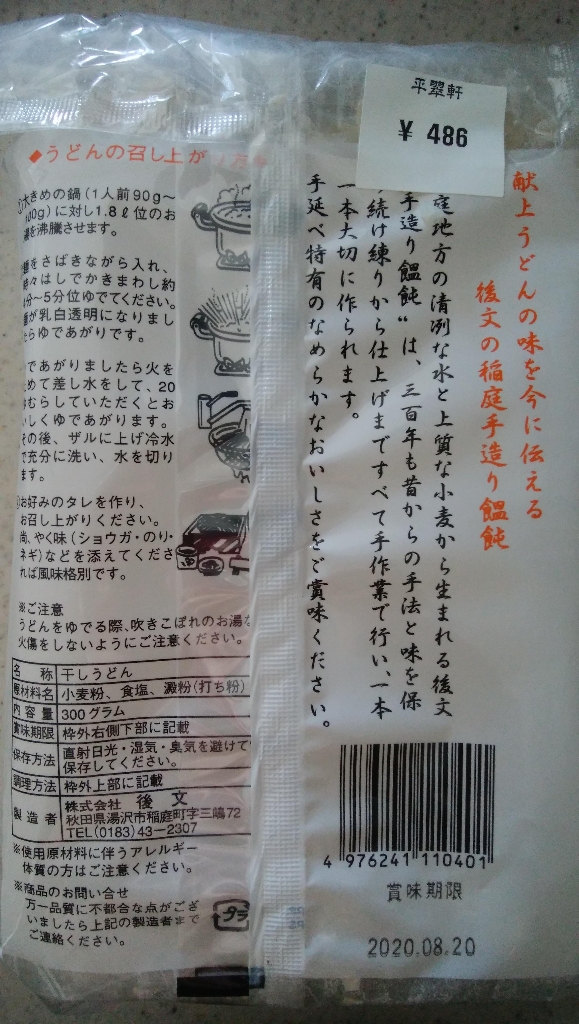 平翠軒
¥ 486
献上うどんの味を今に伝える
後文の稲庭手造り饂飩
庭地方の清冽な水と上質な小麦から生まれる後文
手造り饂飩"は、三百年も昔からの手法と味を保
続け練りから仕上げまですべて手作業で行い、一本
一本大切に作られます。
手延べ特有のなめらかなおいしさをご賞味ください。
◆うどんの召し上が
大きめの鍋(1人前90g〜
100g)に対し1.8ℓ位のお
湯を沸騰させます。
麺をさばきながら入れ、
時々はしでかきまわし約
分〜5分位ゆでてください。
麺が乳白透明になりまし
たらゆであがりです。
であがりましたら火を
めて差し水をして、20
むらしていただくとお
いしくゆであがります。
その後、ザルに上げ冷水
で充分に洗い、水を切り
ます。
お好みのタレを作り、
お召し上がりください。
尚、やく味(ショウガ・のり・
ネギ)などを添えてくださ
れば風味格別です。
※ご注意
うどんをゆでる際、吹きこぼれのお湯な
火傷をしないようにご注意ください。
名 称 干しうどん
原材料名 小麦粉、食塩、澱粉(打ち粉)
内容量 300グラム
賞味期限 枠外右側下部に記載
保存方法 直射日光・湿気・臭気を避けて
保存してください。
調理方法 枠外上部に記載
製造者 株式会社 後文
秋田県湯沢市稲庭町字三嶋72
TEL(0183)43-2307
※使用原材料に伴うアレルギー
体質の方はご注意ください。
※商品のお問い合せ
万一品質に不都合な点がござ
いましたら上記の製造者まで
ご連絡ください。
プラ
4 976241 110401
賞味期限
2020.08.20